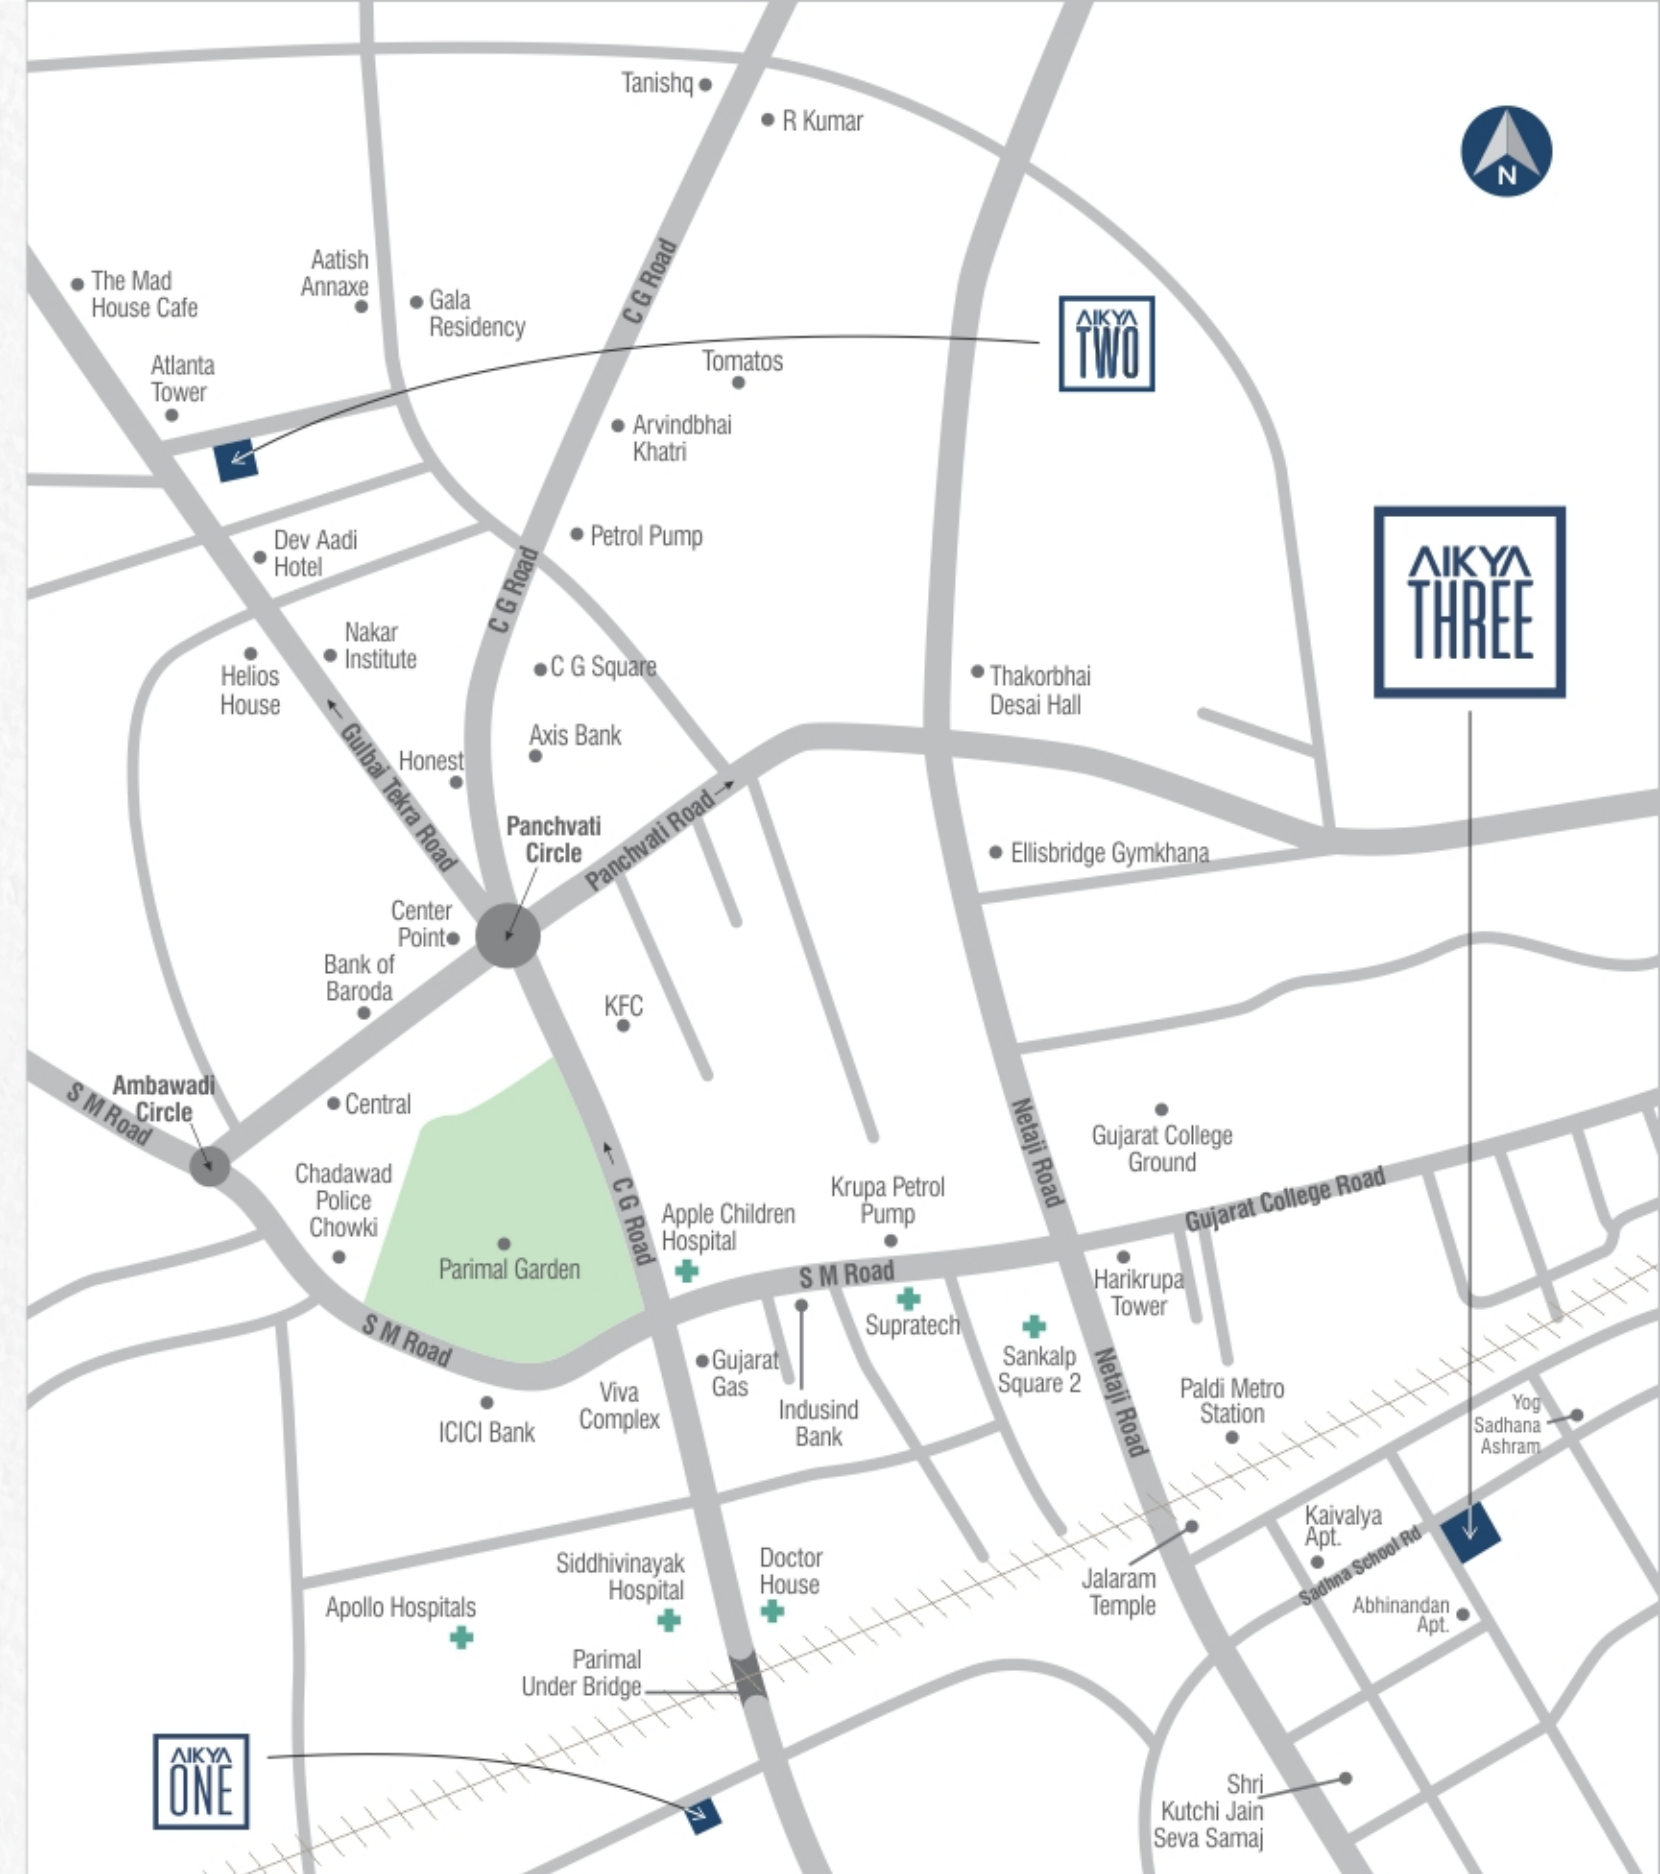 Tanishq
R Kumar
N
C G Road
The Mad
House Cafe
Aatish
Annaxe
Gala
Residency
AIKYA
TWO
Atlanta
Tower
Tomatos
Arvindbhai
Khatri
Petrol Pump
Dev Aadi
Hotel
C G Road
AIKYA
THREE
Nakar
Institute
Helios
House
C G Square
Thakorbhai
Desai Hall
Gulbai Tekra Road
Axis Bank
Honest
Panchvati Road
Panchvati
Circle
Ellisbridge Gymkhana
Center
Point
Bank of
Baroda
KFC
S M Road
Ambawadi
Circle
Central
Netaji Road
Gujarat College
Ground
Chadawad
Police
Chowki
C G Road
Krupa Petrol
Pump
Gujarat College Road
Apple Children
Hospital
Parimal Garden
S M Road
Harikrupa
Tower
Supratech
S M Road
Sankalp
Square 2
Netaji Road
Gujarat
Gas
Viva
Complex
Indusind
Bank
ICICI Bank
Paldi Metro
Station
Yog
Sadhana
Ashram
Kaivalya
Apt.
Sadhna School Rd
Siddhivinayak
Hospital
Doctor
House
Jalaram
Temple
Apollo Hospitals
Abhinandan
Apt.
Parimal
Under Bridge
AIKYA
ONE
Shri
Kutchi Jain
Seva Samaj